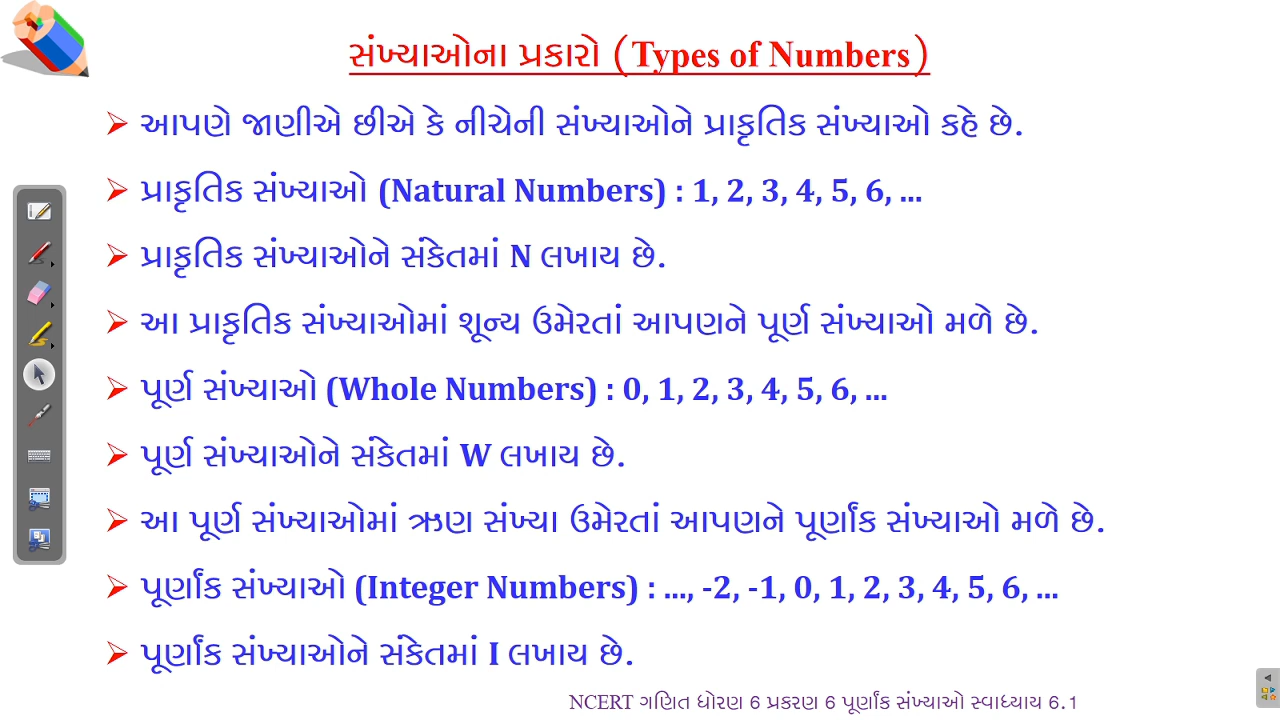 સંખ્યાઓના પ્રકારો (Types of Numbers)
આપણે જાણીએ છીએ કે નીચેની સંખ્યાઓને પ્રાકૃતિક સંખ્યાઓ કહે છે.
પ્રાકૃતિક સંખ્યાઓ (Natural Numbers) : 1, 2, 3, 4, 5, 6, ...
પ્રાકૃતિક સંખ્યાઓને સંકેતમાં N લખાય છે.
આ પ્રાકૃતિક સંખ્યાઓમાં શૂન્ય ઉમેરતાં આપણને પૂર્ણ સંખ્યાઓ મળે છે.
પૂર્ણ સંખ્યાઓ (Whole Numbers) : 0, 1, 2, 3, 4, 5, 6, ...
પૂર્ણ સંખ્યાઓને સંકેતમાં W લખાય છે.
આ પૂર્ણ સંખ્યાઓમાં ઋણ સંખ્યા ઉમેરતાં આપણને પૂર્ણાંક સંખ્યાઓ મળે છે.
પૂર્ણાંક સંખ્યાઓ (Integer Numbers) : ..., -2, -1, 0, 1, 2, 3, 4, 5, 6, ...
પૂર્ણાંક સંખ્યાઓને સંકેતમાં I લખાય છે.
NCERT ગણિત ધોરણ 6 પ્રકરણ 6 પૂર્ણાંક સંખ્યાઓ સ્વાધ્યાય 6.1